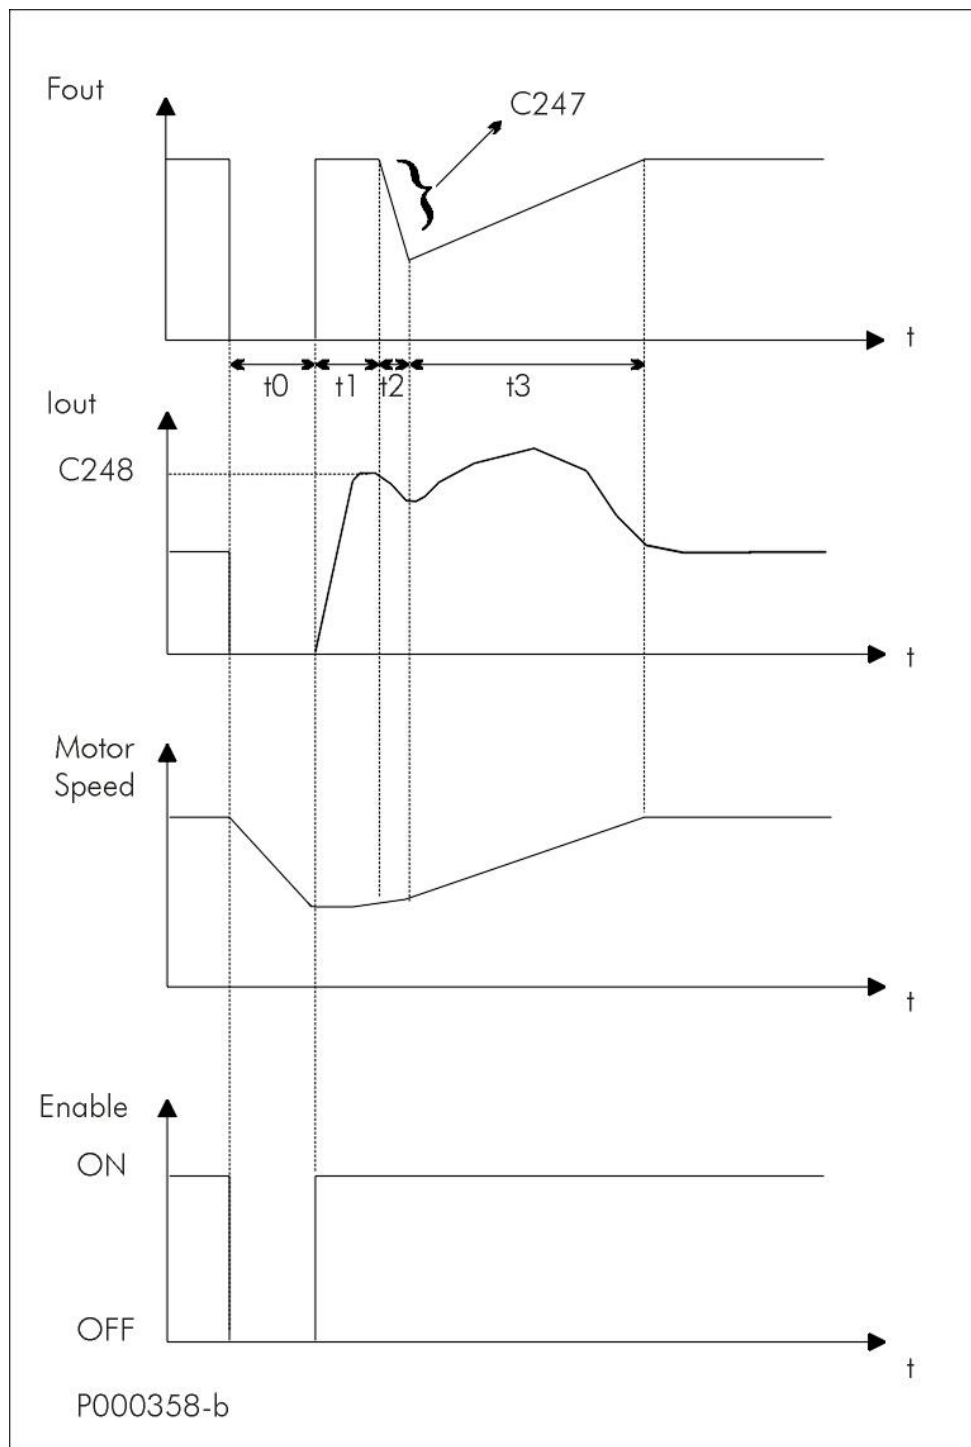 Fout
C247
t
t0 t1 t2 t3
Iout
C248
t
Motor
Speed
t
Enable
ON
OFF
t
P000358-b